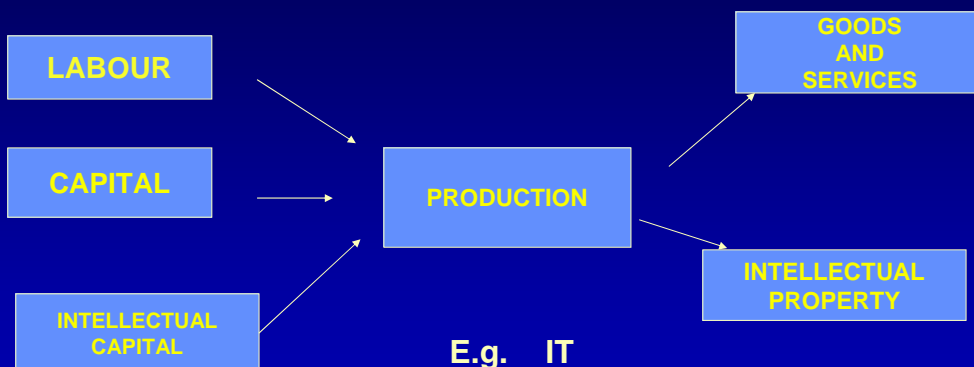 LABOUR
CAPITAL
INTELLECTUAL
CAPITAL
PRODUCTION
GOODS
AND
SERVICES
INTELLECTUAL
PROPERTY
E.g. IT